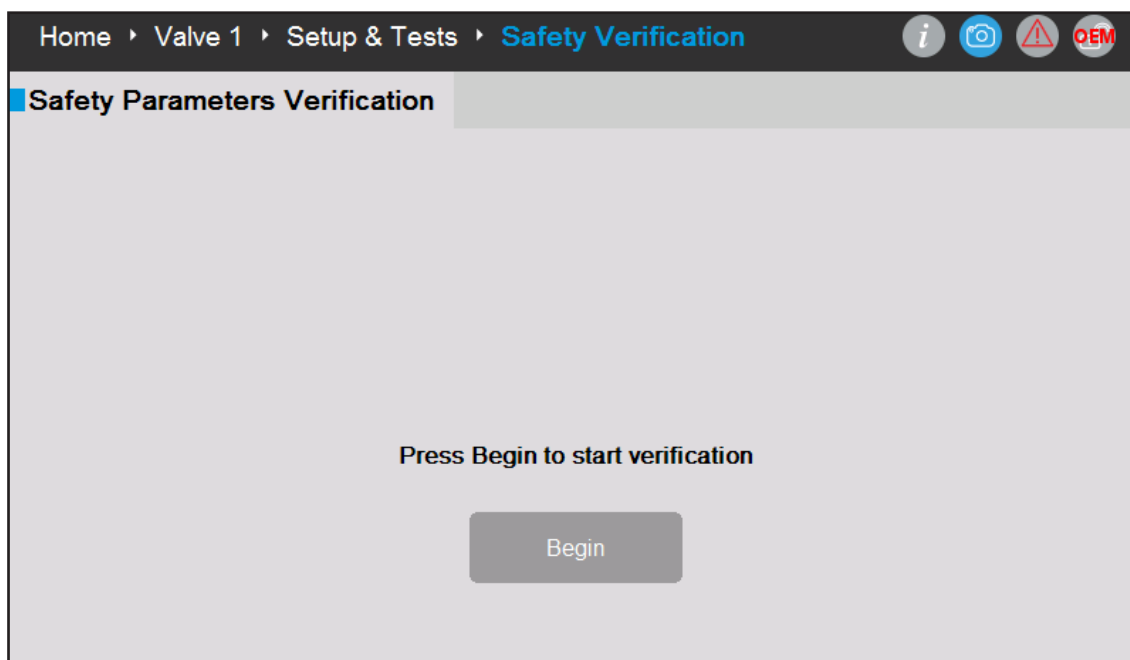 Home ‣ Valve 1 ‣ Setup & Tests ‣ Safety Verification i OEM
Safety Parameters Verification
Press Begin to start verification
Begin